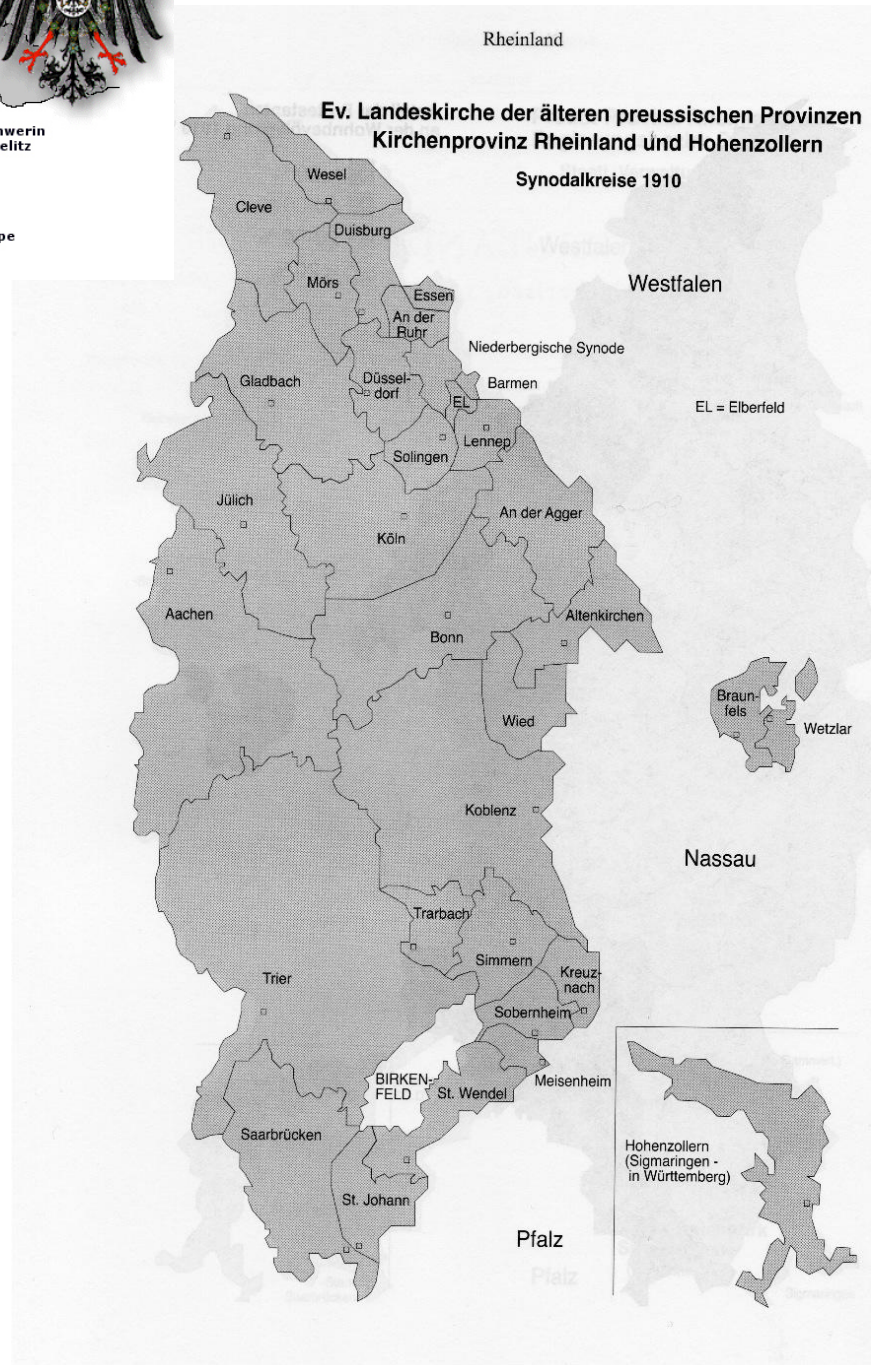 Rheinland
Ev. Landeskirche der älteren preussischen Provinzen
Kirchenprovinz Rheinland und Hohenzollern
Synodalkreise 1910
Wesel
Cleve
Duisburg
Westfalen
Mörs
Essen
An der
Ruhr
Niederbergische Synode
Gladbach
Düssel-
dorf
Barmen
EL
EL = Elberfeld
Lennep
Solingen
Jülich
An der Agger
Köln
Aachen
Altenkirchen
Bonn
Braun-
fels
Wied
Wetzlar
Koblenz
Nassau
Trarbach
Simmern
Kreuz-
nach
Trier
Sobernheim
BIRKEN-
FELD
St. Wendel
Meisenheim
Saarbrücken
Hohenzollern
(Sigmaringen -
in Württemberg)
St. Johann
Pfalz